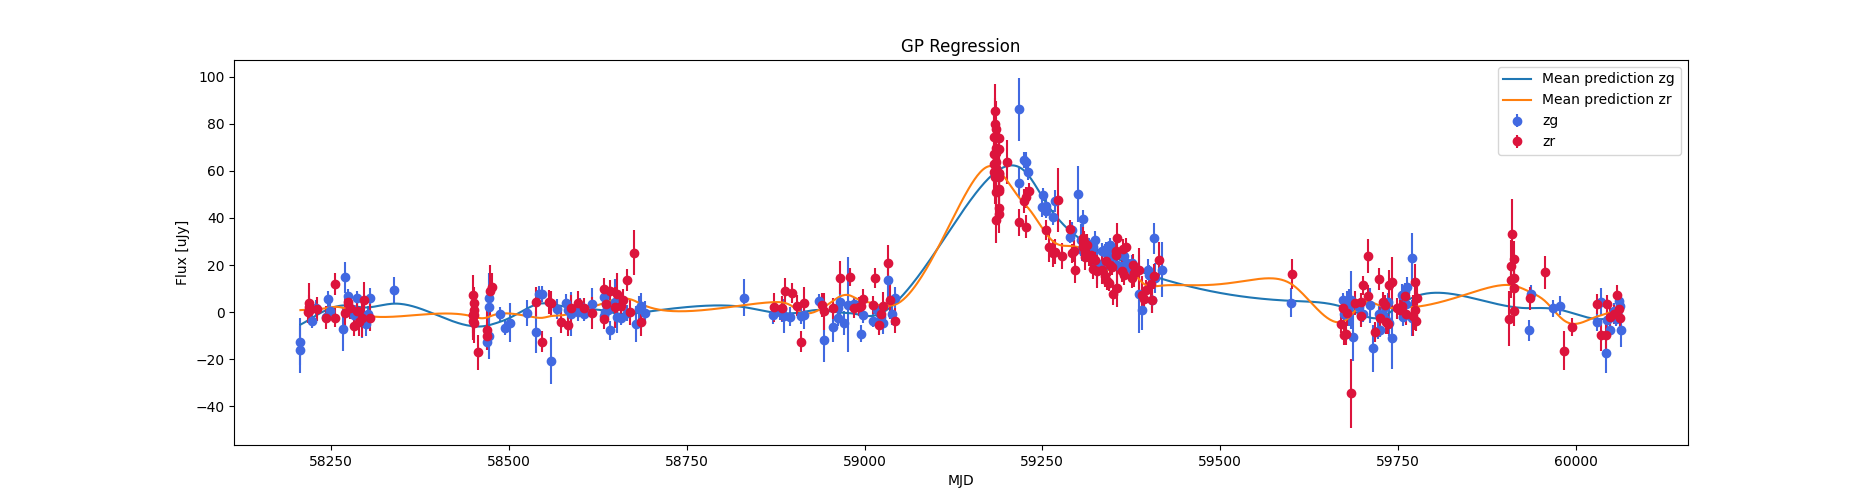 GP Regression
Mean prediction zg
Mean prediction zr
zg
zr
Flux [uJy]
100
80
60
40
20
0
−20
−40
58250 58500 58750 59000 59250 59500 59750 60000
MJD